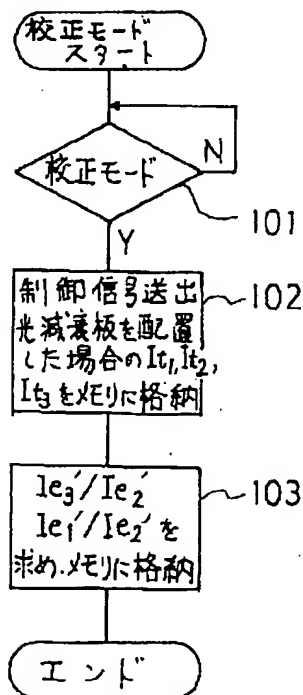 校正モード
スタート
校正モード
N
101
Y
制御信号送出
光減衰板を配置
した場合のIt₁,It₂,
It₃をメモリに格納
102
Ie₃′/Ie₂′
Ie₁′/Ie₂′を
求め.メモリに格納
103
エンド